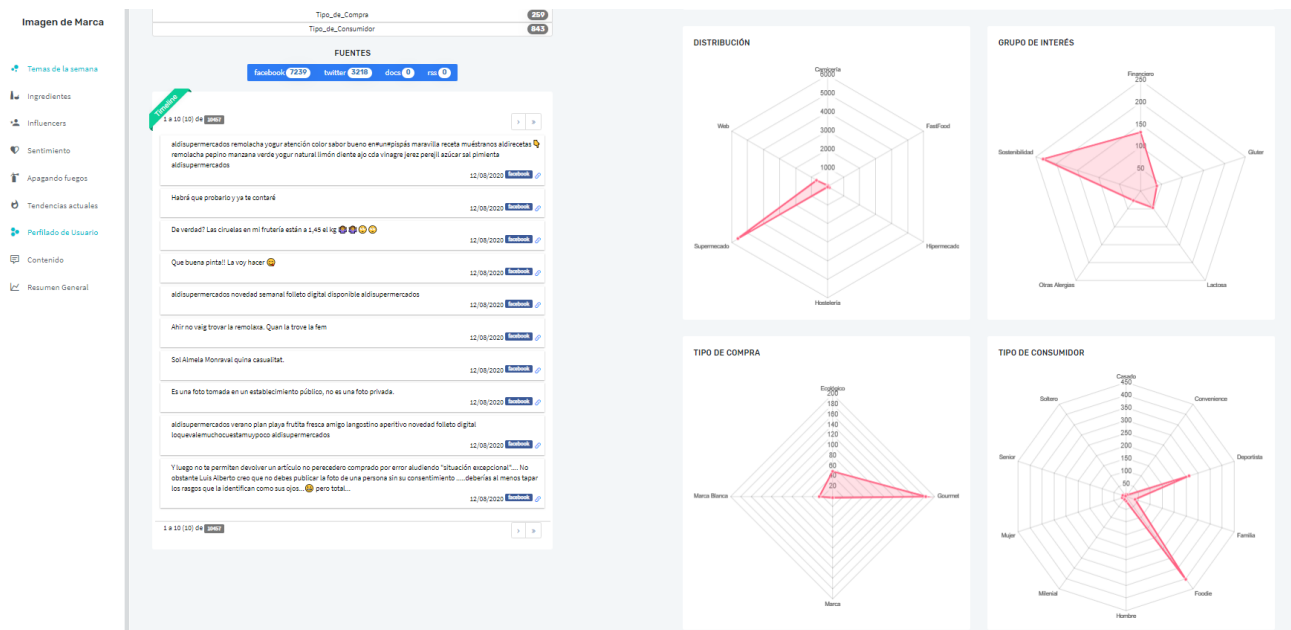 Imagen de Marca
Temas de la semana
Ingredientes
Influencers
Sentimiento
Apagando fuegos
Tendencias actuales
Perfilado de Usuario
Contenido
Resumen General
Tipo_de_Compra 259
Tipo_de_Consumidor 843
FUENTES
facebook 7239 twitter 3218 docs 0 rss 0
Timeline
1 a 10 (10) de 10457
› »
aldisupermercados remolacha yogur atención color sabor bueno en#un#pispás maravilla receta muéstranos aldirecetas
remolacha pepino manzana verde yogur natural limón diente ajo cda vinagre jerez perejil azúcar sal pimienta
aldisupermercados
12/08/2020 facebook
Habrá que probarlo y ya te contaré
12/08/2020 facebook
De verdad? Las ciruelas en mi frutería están a 1,45 el kg
12/08/2020 facebook
Que buena pinta!! La voy hacer
12/08/2020 facebook
aldisupermercados novedad semanal folleto digital disponible aldisupermercados
12/08/2020 facebook
Ahir no vaig trovar la remolaxa. Quan la trove la fem
12/08/2020 facebook
Sol Almela Monraval quina casualitat.
12/08/2020 facebook
Es una foto tomada en un establecimiento público, no es una foto privada.
12/08/2020 facebook
aldisupermercados verano plan playa frutita fresca amigo langostino aperitivo novedad folleto digital
loquevalemuchocuestamuypoco aldisupermercados
12/08/2020 facebook
Y luego no te permiten devolver un artículo no perecedero comprado por error aludiendo "situación excepcional".... No
obstante Luis Alberto creo que no debes publicar la foto de una persona sin su consentimiento .....deberías al menos tapar
los rasgos que la identifican como sus ojos... pero total...
12/08/2020 facebook
1 a 10 (10) de 10457
› »
DISTRIBUCIÓN
Carnicería
6000
5000
4000
3000
2000
1000
Web
FastFood
Supermecado
Hipermecado
Hostelería
GRUPO DE INTERÉS
Financiero
250
200
150
100
50
Sostenibilidad
Gluter
Otras Alergias
Lactosa
TIPO DE COMPRA
Ecológico
200
180
160
140
120
100
80
60
40
20
Marca Blanca
Gourmet
Marca
TIPO DE CONSUMIDOR
Casado
450
400
350
300
250
200
150
100
50
Soltero
Convenience
Senior
Deportista
Mujer
Familia
Milenial
Foodie
Hombre